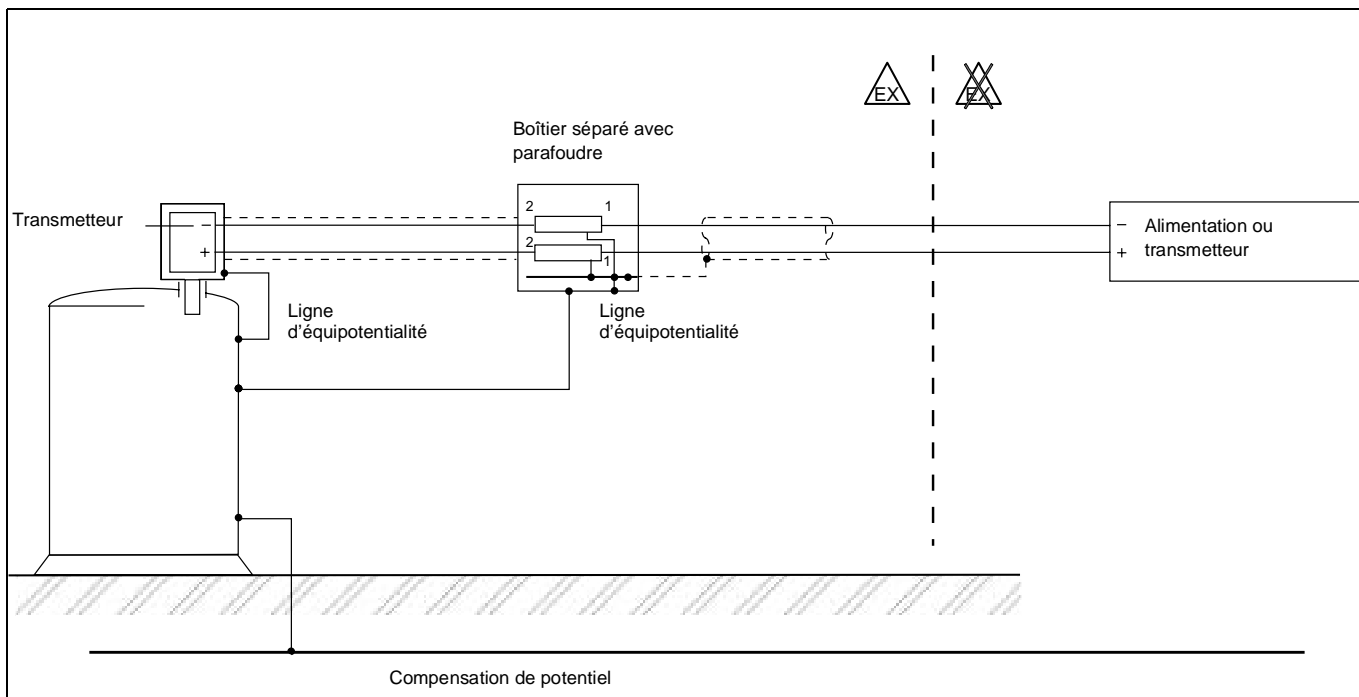 EX
EX
Boîtier séparé avec
parafoudre
2
1
Transmetteur
−
−
Alimentation ou
transmetteur
2
+
1
+
Ligne
d’équipotentialité
Ligne
d’équipotentialité
Compensation de potentiel